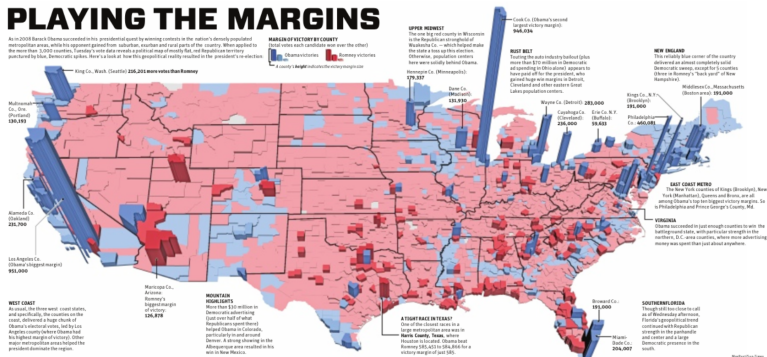 PLAYING THE MARGINS
As in 2008 Barack Obama succeeded in his presidential quest by winning contests in the nation's densely populated
metropolitan areas, while his opponent gained from suburban, exurban and rural parts of the country. When applied to
the more than 3,000 counties, Tuesday's vote data reveals a political map of mostly flat, red Republican territory
punctured by blue, Democratic spikes. Here's a look at how this geopolitical reality resulted in the president's re-election:
MARGIN OF VICTORY BY COUNTY
(total votes each candidate won over the other)
Obama victories
Romney victories
A county's height indicates the victory margin size
King Co., Wash. (Seattle) 216,201 more votes than Romney
Multnomah
Co., Ore
(Portland)
130,193
Alameda Co.
(Oakland)
231,700
Los Angeles Co.
(Obama's biggest margin)
951,000
WEST COAST
As usual, the three west coast states,
and specifically, the counties on
the coast, delivered a huge chunk
of Obama's electoral votes, led by Los
Angeles County (where Obama had
his highest margin of victory). Other
major metropolitan areas helped the
president dominate the region.
Maricopa Co.,
Arizona:
Romney's
biggest
margin
of victory:
126,878
MOUNTAIN
HIGHLIGHTS
More than $30 million in
Democratic advertising
(just over half of what
Republicans spent there)
helped Obama in Colorado,
particularly in and around
Denver. A strong showing in the
Albuquerque area resulted in his
win in New Mexico.
UPPER MIDWEST
The one big red county in Wisconsin
is the Republican stronghold of
Waukesha Co. — which helped make
the state a toss up this election
Otherwise, population centers
here were solidly behind Obama.
Hennepin Co. (Minneapolis):
179,337
Dane Co.
(Madison):
131,930
Cook Co. (Obama's second
largest victory margin):
946,034
RUST BELT
Touting the auto industry bailout (plus
more than $70 million in Democratic
ad spending in Ohio alone) appears to
have paid off for the president, who
gained huge win margins in Detroit,
Cleveland and other eastern Great
Lakes population centers.
Wayne Co. (Detroit): 283,000
Cuyahoga Co.
(Cleveland):
236,000
Erie Co. N.Y.
(Buffalo):
59,633
NEW ENGLAND
This reliably blue corner of the country
delivered an almost completely solid
Democratic sweep, except for 5 counties
(three in Romney's "back yard" of New
Hampshire).
Middlesex Co., Massachusetts
(Boston area): 191,000
Kings Co., N.Y.
(Brooklyn):
391,000
Philadelphia
Co.: 460,081
EAST COAST METRO
The New York counties of Kings (Brooklyn), New
York (Manhattan), Queens and Bronx, are all
among Obama's top ten biggest victory margins. So
is Philadelphia and Prince George's County, Md.
VIRGINIA
Obama succeeded in just enough counties to win the
battleground state, with particular strength in the
northern, D.C.-area counties, where more advertising
money was spent than just about anywhere.
A TIGHT RACE IN TEXAS?
One of the closest races in a
large metropolitan area was in
Harris County, Texas, where
Houston is located. Obama beat
Romney 585,451 to 584,866 for a
victory margin of just 585.
Broward Co.:
193,000
Miami-
Dade Co.:
204,007
SOUTHERN FLORIDA
Though still too close to call
as of Wednesday afternoon,
Florida's geopolitical trend
continued with Republican
strength in the panhandle
and center and a large
Democratic presence in the
south